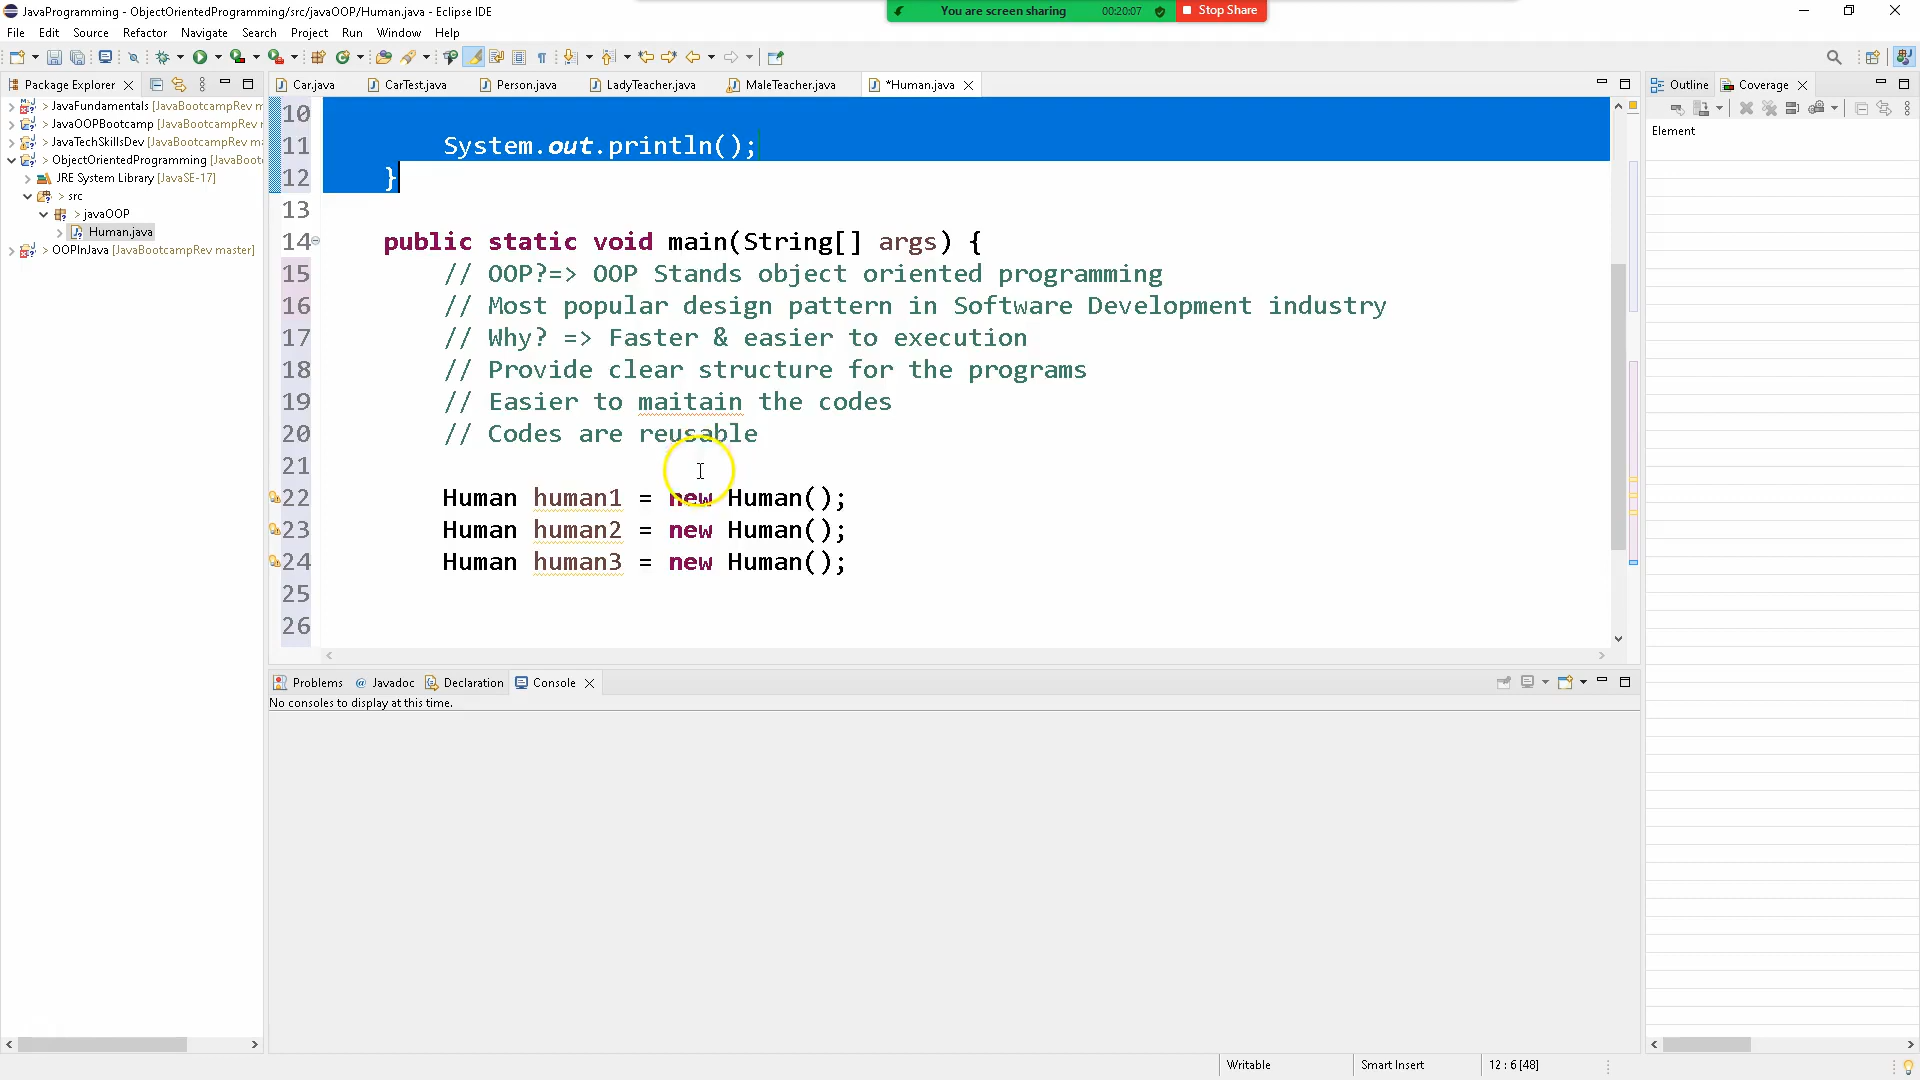 JavaProgramming - ObjectOrientedProgramming/src/javaOOP/Human.java - Eclipse IDE
You are screen sharing 00:20:07 Stop Share
File Edit Source Refactor Navigate Search Project Run Window Help
Package Explorer
Car.java CarTest.java Person.java LadyTeacher.java MaleTeacher.java *Human.java
Outline Coverage
> JavaFundamentals [JavaBootcampRev m
> JavaOOPBootcamp [JavaBootcampRev
> JavaTechSkillsDev [JavaBootcampRev ma
> ObjectOrientedProgramming [JavaBoot
JRE System Library [JavaSE-17]
> src
> javaOOP
Human.java
> OOPInJava [JavaBootcampRev master]
10
11 System.out.println();
12 }
13
14 public static void main(String[] args) {
15 // OOP?=> OOP Stands object oriented programming
16 // Most popular design pattern in Software Development industry
17 // Why? => Faster & easier to execution
18 // Provide clear structure for the programs
19 // Easier to maitain the codes
20 // Codes are reusable
21
22 Human human1 = new Human();
23 Human human2 = new Human();
24 Human human3 = new Human();
25
26
Element
Problems @ Javadoc Declaration Console
No consoles to display at this time.
Writable Smart Insert 12 : 6 [48]